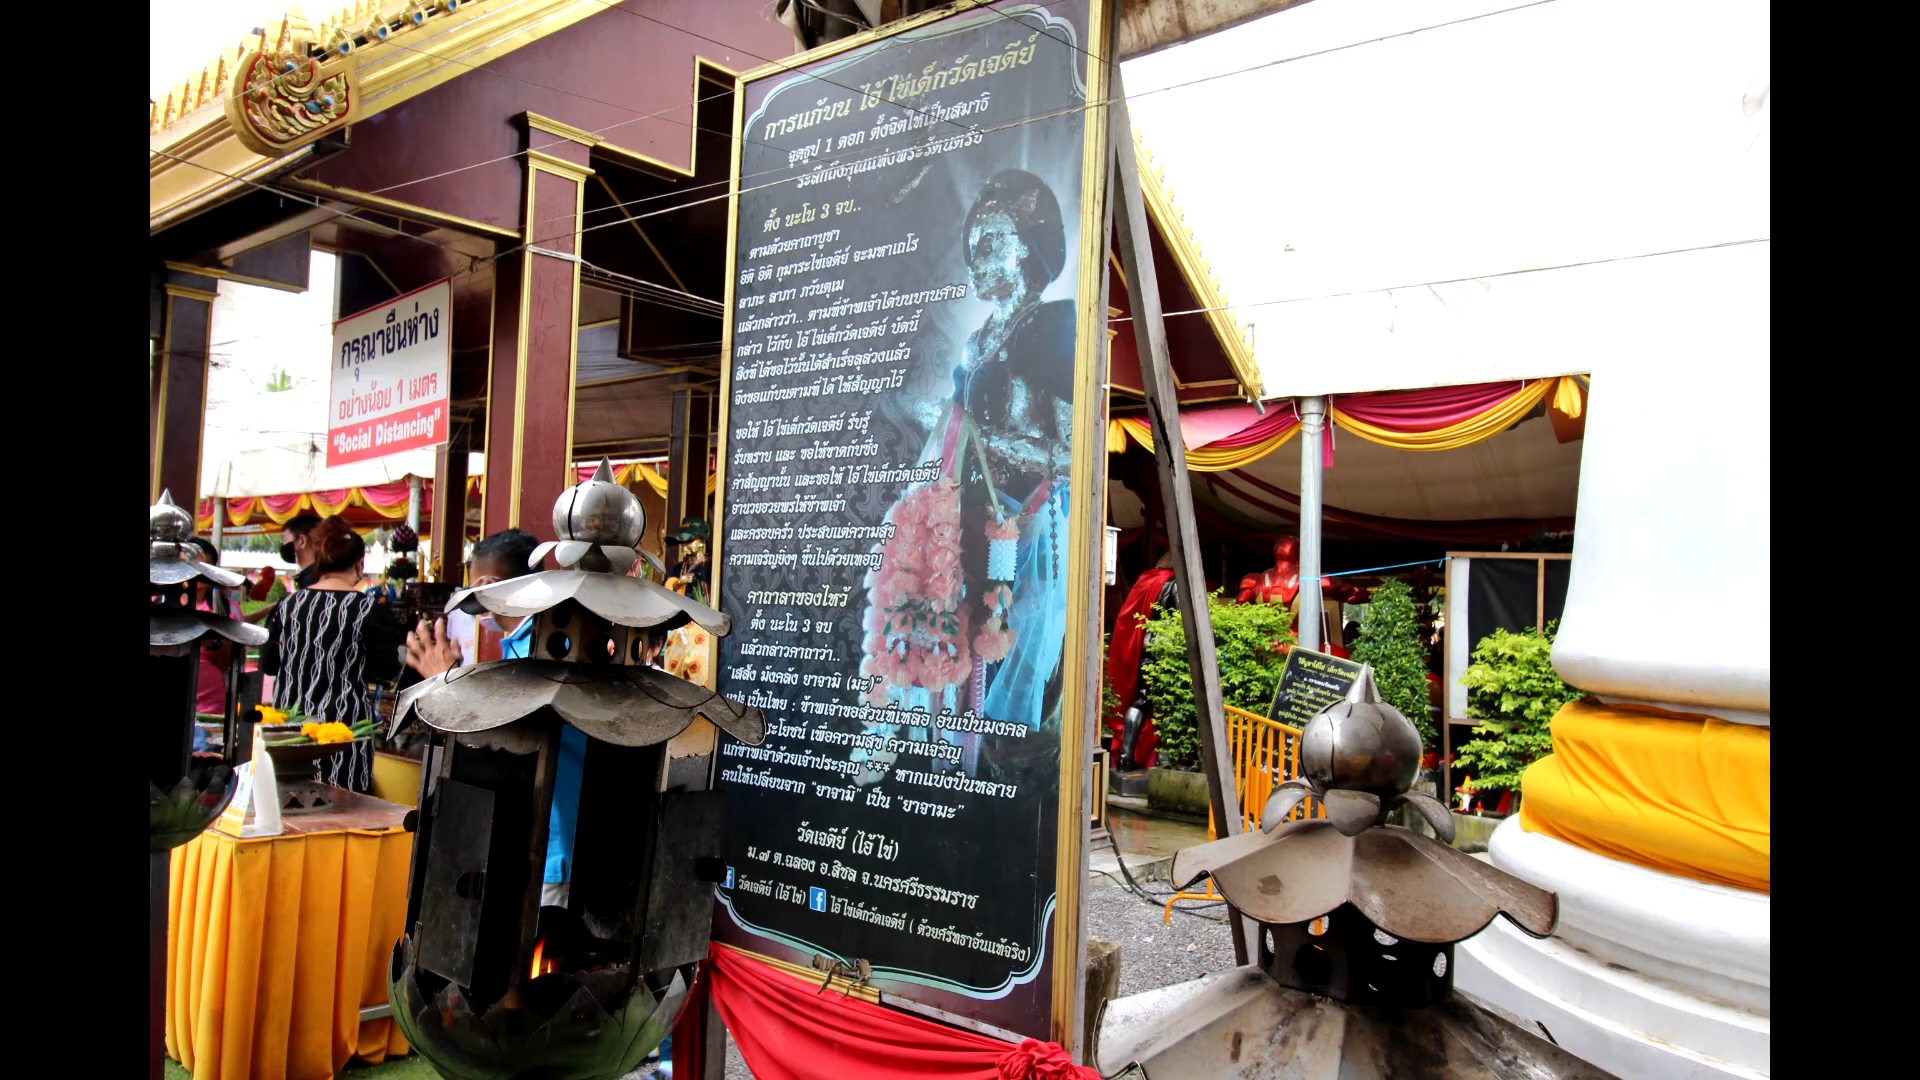 การแก้บน ไอ้ไข่เด็กวัดเจดีย์
จุดธูป 1 ดอก ตั้งจิตให้เป็นสมาธิ
ระลึกถึงคุณแห่งพระรัตนตรัย
ตั้ง นะโน 3 จบ..
ตามด้วยคาถาบูชา
อิติ อิติ กุมาระไข่เจดีย์ จะมหาเถโร
ลาภะ ลาภา ภวันตุเม
แล้วกล่าวว่า.. ตามที่ข้าพเจ้าได้บนบานศาล
กล่าว ไว้กับ ไอ้ไข่เด็กวัดเจดีย์ บัดนี้
สิ่งที่ได้ขอไว้นั้นได้สำเร็จลุล่วงแล้ว
จึงขอแก้บนตามที่ได้ให้สัญญาไว้
ขอให้ ไอ้ไข่เด็กวัดเจดีย์ รับรู้
รับทราบ และ ขอให้ขาดกับซึ่ง
คำสัญญานั้น และขอให้ ไอ้ไข่เด็กวัดเจดีย์
อำนวยอวยพรให้ข้าพเจ้า
และครอบครัว ประสบแต่ความสุข
ความเจริญยิ่งๆ ขึ้นไปด้วยเทอญ
คาถาลาของไหว้
ตั้ง นะโน 3 จบ
แล้วกล่าวคาถาว่า..
"เสสัง มังคลัง ยาจามิ (มะ)"
แปลเป็นไทย : ข้าพเจ้าขอส่วนที่เหลือ อันเป็นมงคล
ประโยชน์ เพื่อความสุข ความเจริญ
แก่ข้าพเจ้าด้วยเจ้าประคุณ *** หากแบ่งปันหลาย
คนให้เปลี่ยนจาก "ยาจามิ" เป็น "ยาจามะ"
วัดเจดีย์ (ไอ้ไข่)
ม.๗ ต.ฉลอง อ.สิชล จ.นครศรีธรรมราช
วัดเจดีย์ (ไอ้ไข่) ไอ้ไข่เด็กวัดเจดีย์ ( ด้วยศรัทธาอันแท้จริง)
กรุณายืนห่าง
อย่างน้อย 1 เมตร
"Social Distancing"